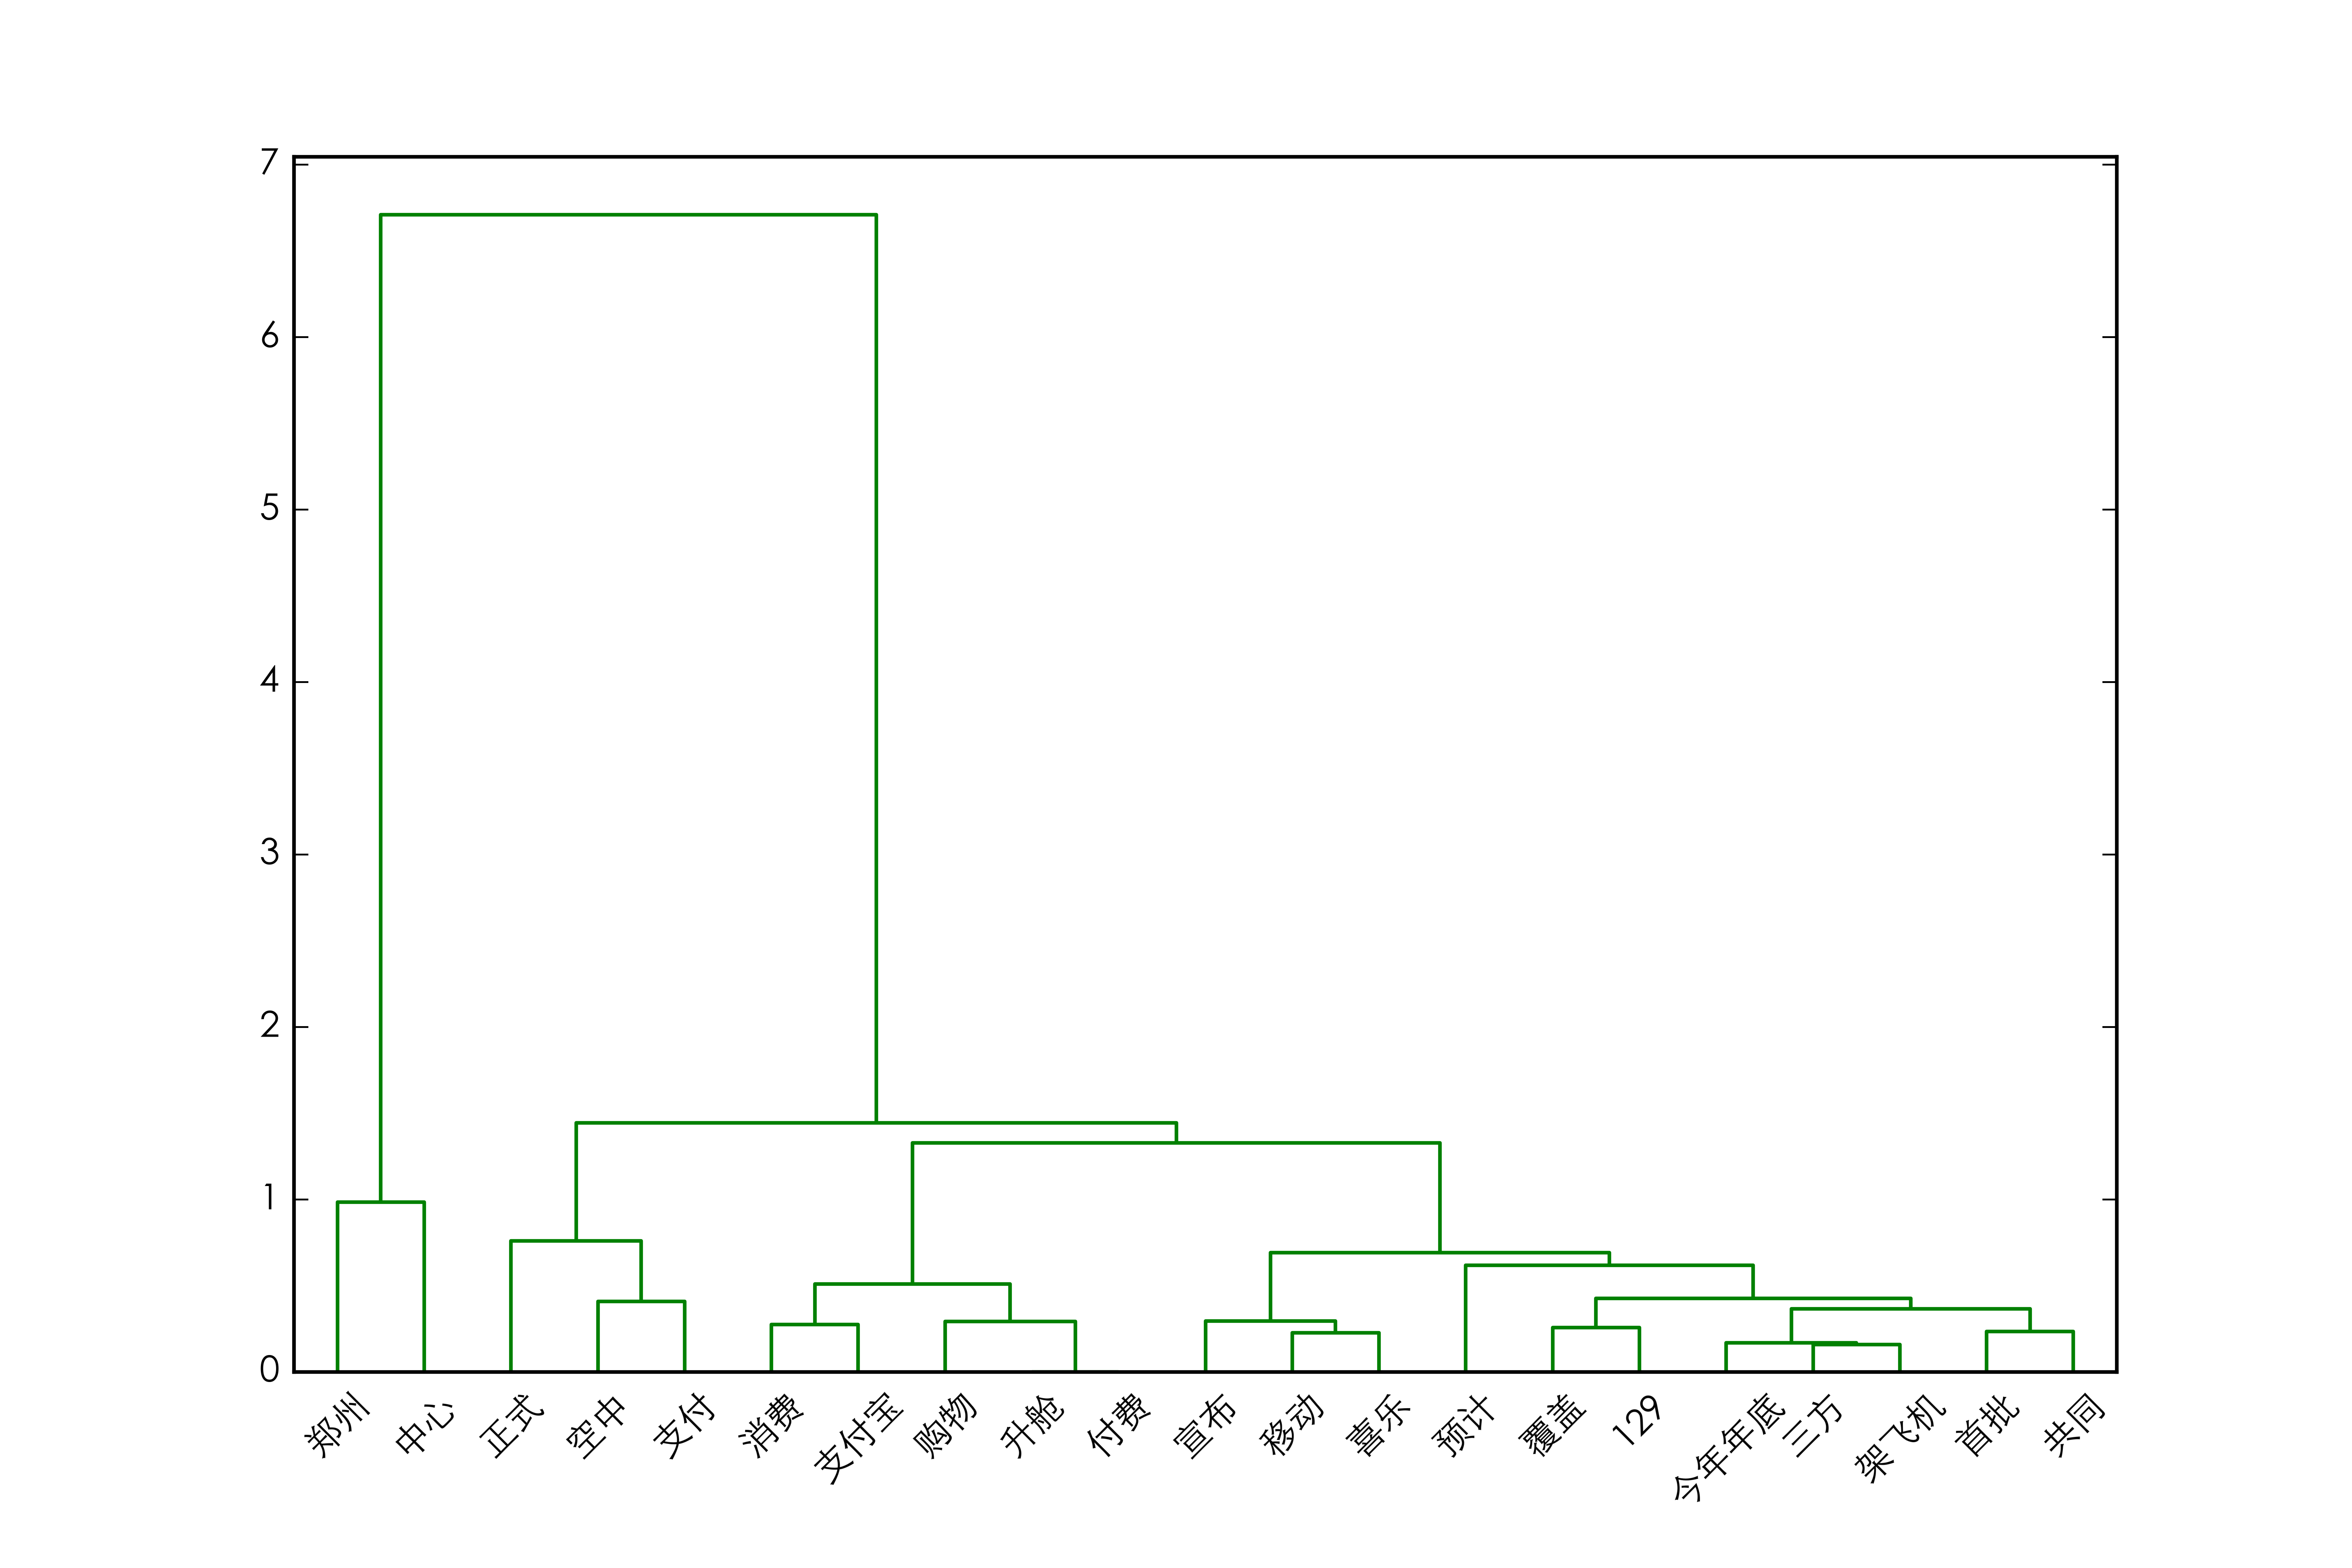 7
6
5
4
3
2
1
0
郑州
中心
正式
空中
支付
消费
支付宝
购物
升舱
付费
宣布
移动
喜乐
预计
覆盖
129
今年年底
三方
架飞机
首批
共同